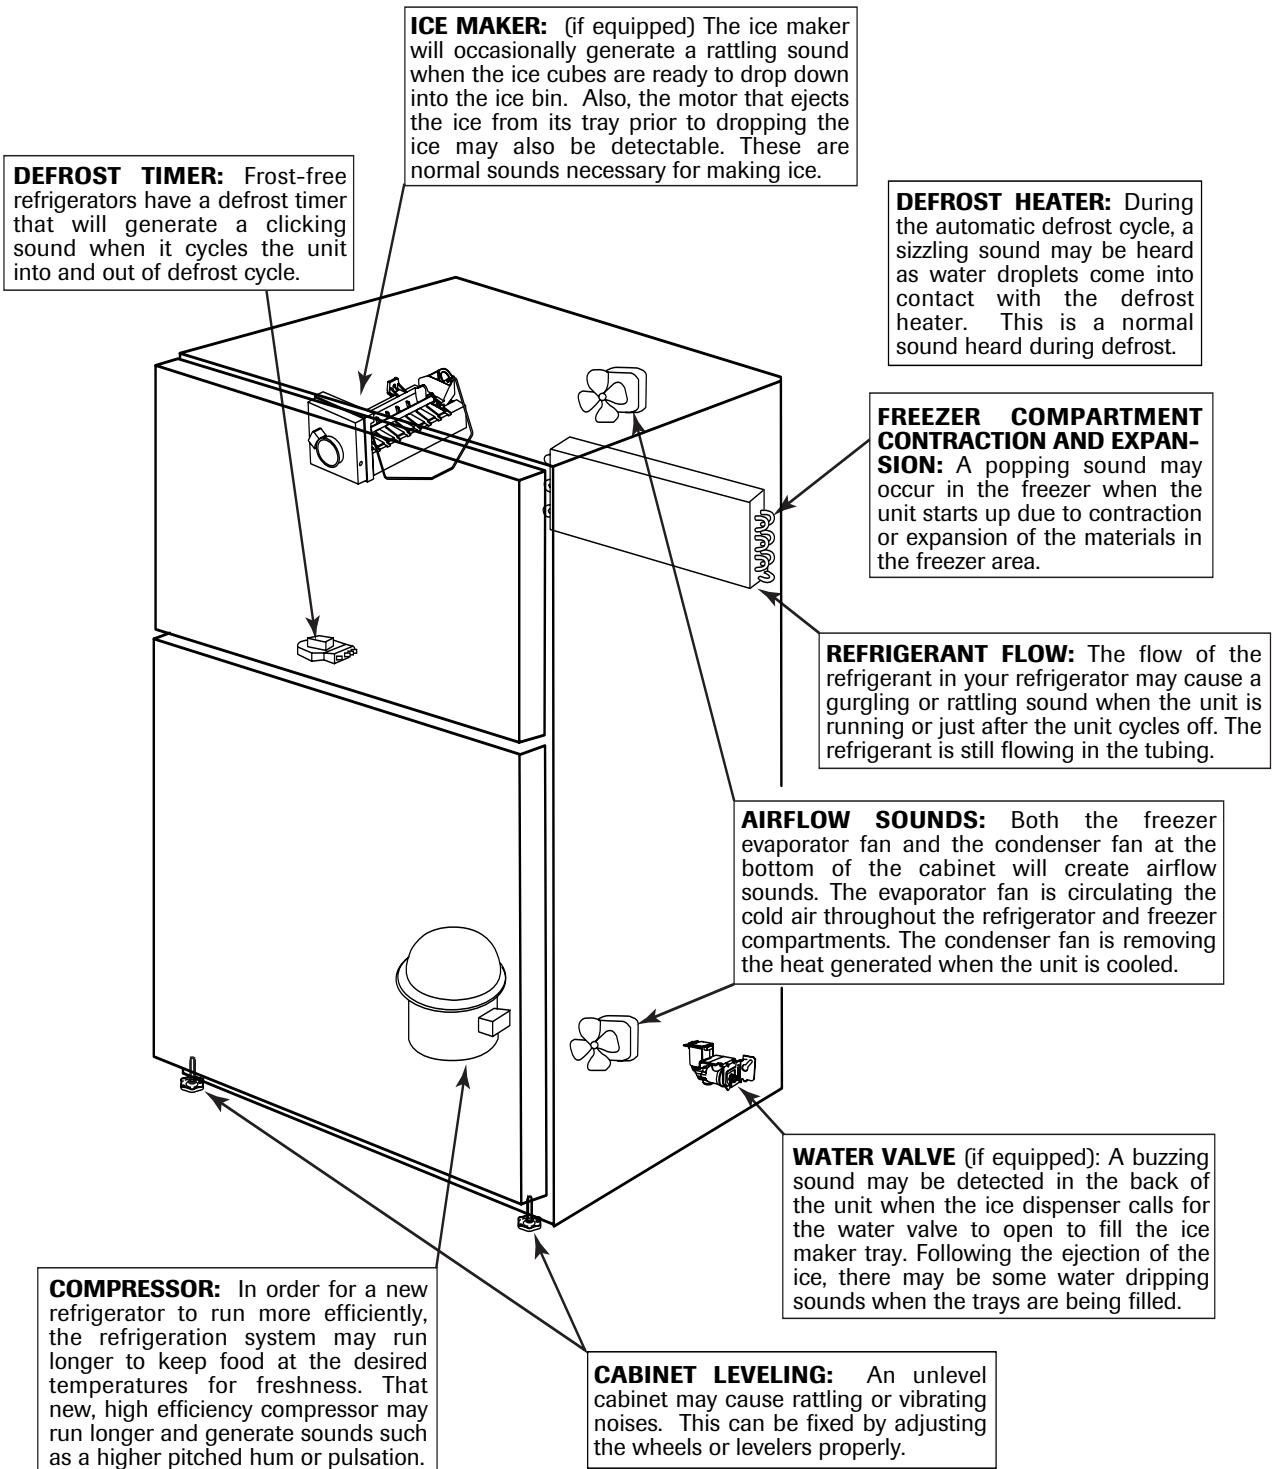 ICE MAKER: (if equipped) The ice maker
will occasionally generate a rattling sound
when the ice cubes are ready to drop down
into the ice bin. Also, the motor that ejects
the ice from its tray prior to dropping the
ice may also be detectable. These are
normal sounds necessary for making ice.
DEFROST TIMER: Frost-free
refrigerators have a defrost timer
that will generate a clicking
sound when it cycles the unit
into and out of defrost cycle.
DEFROST HEATER: During
the automatic defrost cycle, a
sizzling sound may be heard
as water droplets come into
contact with the defrost
heater. This is a normal
sound heard during defrost.
FREEZER COMPARTMENT
CONTRACTION AND EXPAN-
SION: A popping sound may
occur in the freezer when the
unit starts up due to contraction
or expansion of the materials in
the freezer area.
REFRIGERANT FLOW: The flow of the
refrigerant in your refrigerator may cause a
gurgling or rattling sound when the unit is
running or just after the unit cycles off. The
refrigerant is still flowing in the tubing.
AIRFLOW SOUNDS: Both the freezer
evaporator fan and the condenser fan at the
bottom of the cabinet will create airflow
sounds. The evaporator fan is circulating the
cold air throughout the refrigerator and freezer
compartments. The condenser fan is removing
the heat generated when the unit is cooled.
WATER VALVE (if equipped): A buzzing
sound may be detected in the back of
the unit when the ice dispenser calls for
the water valve to open to fill the ice
maker tray. Following the ejection of the
ice, there may be some water dripping
sounds when the trays are being filled.
COMPRESSOR: In order for a new
refrigerator to run more efficiently,
the refrigeration system may run
longer to keep food at the desired
temperatures for freshness. That
new, high efficiency compressor may
run longer and generate sounds such
as a higher pitched hum or pulsation.
CABINET LEVELING: An unlevel
cabinet may cause rattling or vibrating
noises. This can be fixed by adjusting
the wheels or levelers properly.